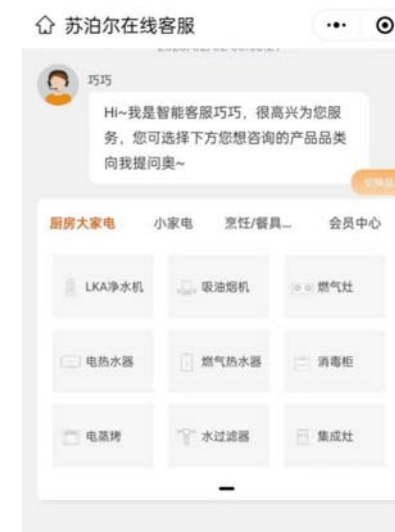 苏泊尔在线客服
巧巧
Hi~我是智能客服巧巧，很高兴为您服
务，您可选择下方您想咨询的产品品类
向我提问奥~
厨房大家电 小家电 烹饪/餐具... 会员中心
LKA净水机 吸油烟机 燃气灶
电热水器 燃气热水器 消毒柜
电蒸烤 水过滤器 集成灶